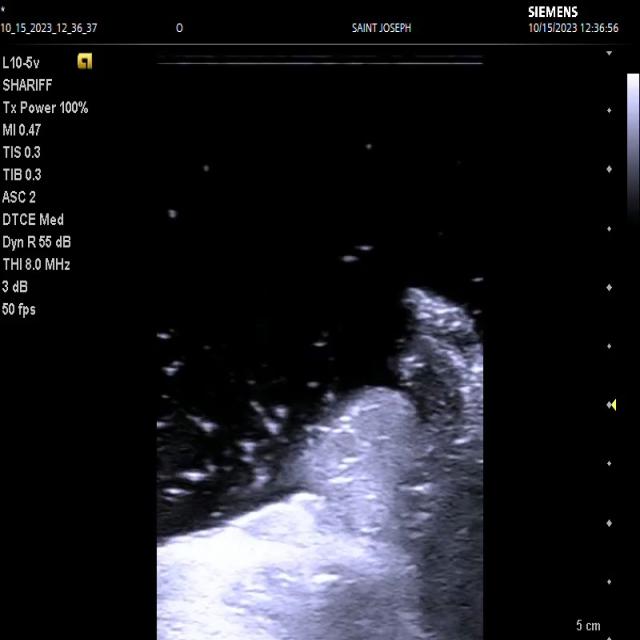 *
SIEMENS
10_15_2023_12_36_37
O
SAINT JOSEPH
10/15/2023 12:36:56
L10-5v
SHARIFF
Tx Power 100%
MI 0.47
TIS 0.3
TIB 0.3
ASC 2
DTCE Med
Dyn R 55 dB
THI 8.0 MHz
3 dB
50 fps
5 cm